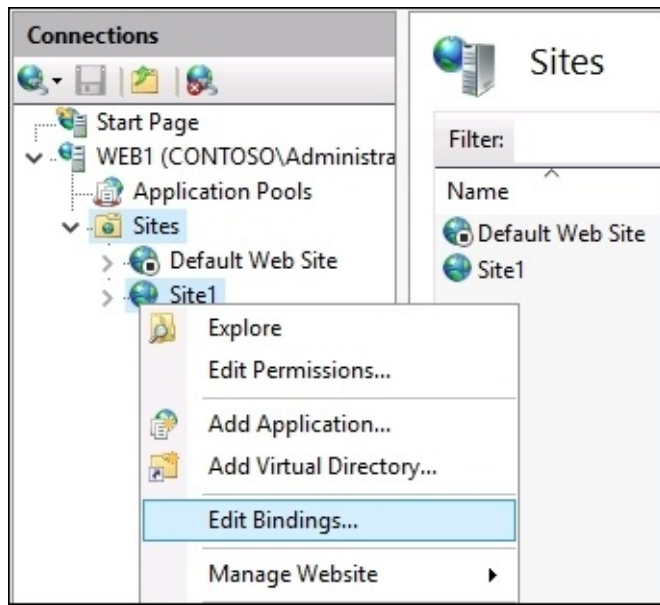 Connections
Start Page
WEB1 (CONTOSO\Administra
Application Pools
Sites
Default Web Site
Site1
Explore
Edit Permissions...
Add Application...
Add Virtual Directory...
Edit Bindings...
Manage Website
Sites
Filter:
Name
Default Web Site
Site1